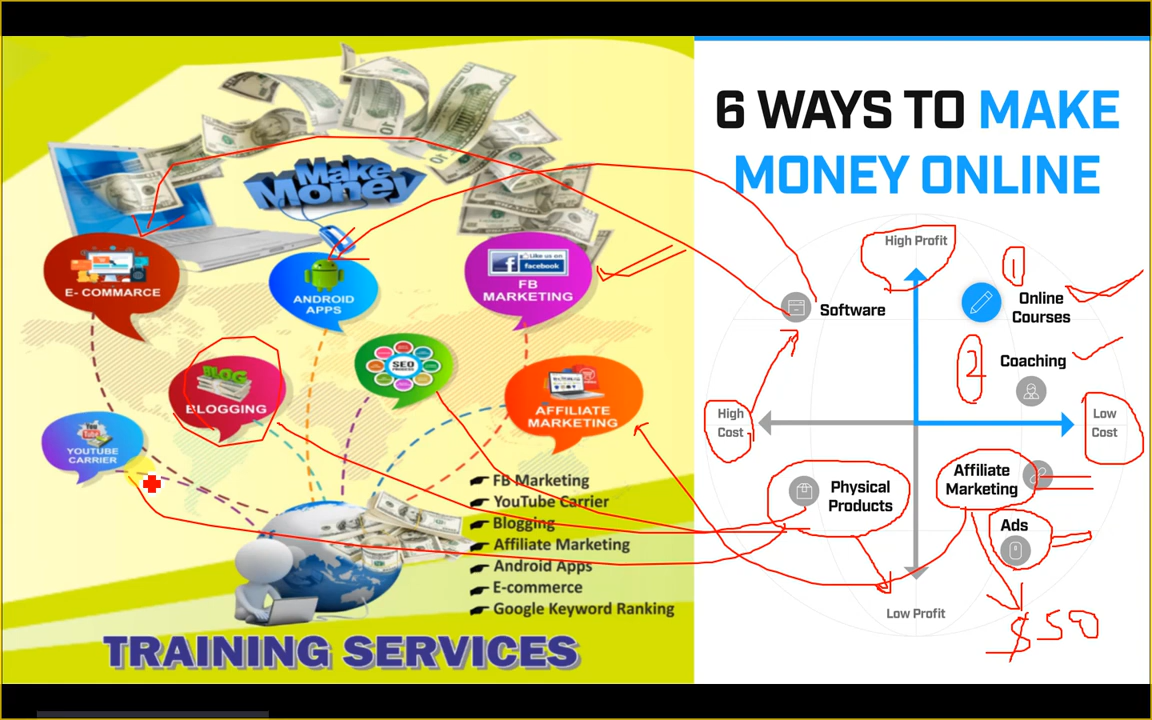 Make
Money
E- COMMARCE
ANDROID
APPS
Like us on
facebook
FB
MARKETING
BLOG
BLOGGING
SEO
AFFILIATE
MARKETING
You
Tube
YOUTUBE
CARRIER
FB Marketing
YouTube Carrier
Blogging
Affiliate Marketing
Android Apps
E-commerce
Google Keyword Ranking
TRAINING SERVICES
6 WAYS TO MAKE
MONEY ONLINE
High Profit
1
Online
Courses
Software
2
Coaching
High
Cost
Low
Cost
Affiliate
Marketing
Physical
Products
Ads
Low Profit
$50